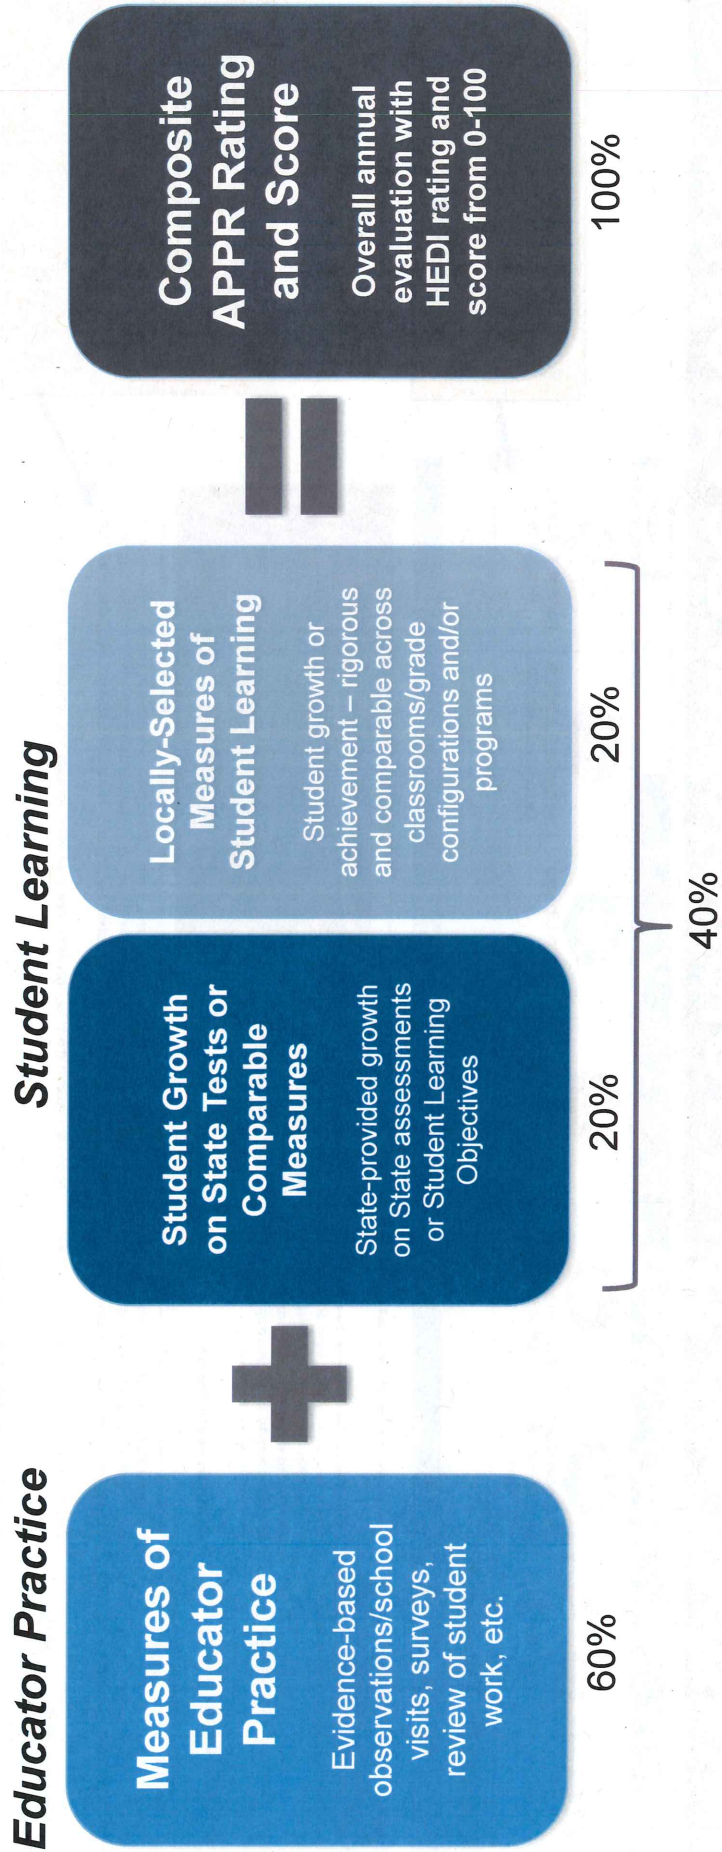 Educator Practice
Student Learning
Measures of
Educator
Practice
Evidence-based
observations/school
visits, surveys,
review of student
work, etc.
60%
Student Growth
on State Tests or
Comparable
Measures
State-provided growth
on State assessments
or Student Learning
Objectives
20%
Locally-Selected
Measures of
Student Learning
Student growth or
achievement – rigorous
and comparable across
classrooms/grade
configurations and/or
programs
20%
40%
Composite
APPR Rating
and Score
Overall annual
evaluation with
HEDI rating and
score from 0-100
100%